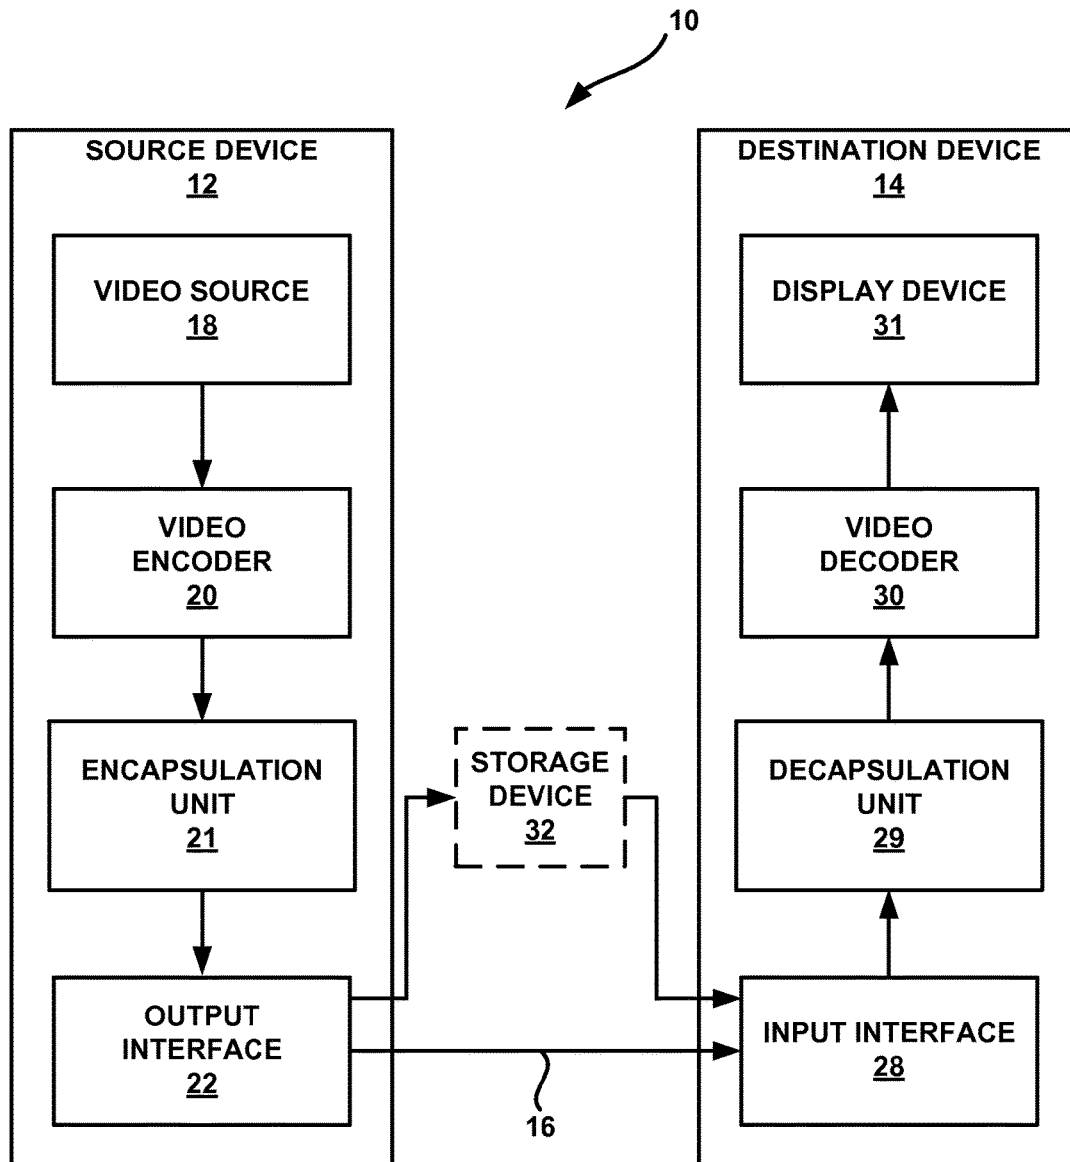 10
SOURCE DEVICE
12
VIDEO SOURCE
18
VIDEO
ENCODER
20
ENCAPSULATION
UNIT
21
OUTPUT
INTERFACE
22
STORAGE
DEVICE
32
16
DESTINATION DEVICE
14
DISPLAY DEVICE
31
VIDEO
DECODER
30
DECAPSULATION
UNIT
29
INPUT INTERFACE
28